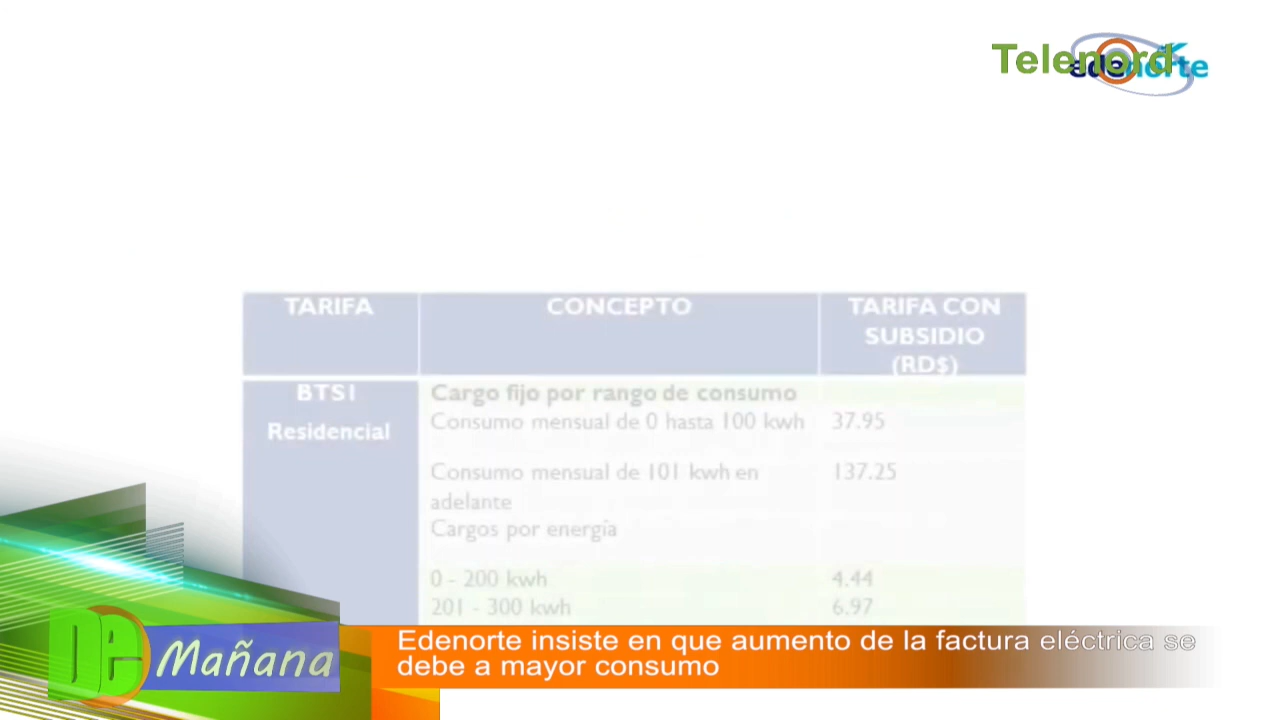 Telenord
edenorte
TARIFA
CONCEPTO
TARIFA CON
SUBSIDIO
(RD$)
BTS1
Residencial
Cargo fijo por rango de consumo
Consumo mensual de 0 hasta 100 kwh
37.95
Consumo mensual de 101 kwh en
adelante
137.25
Cargos por energía
0 - 200 kwh
4.44
201 - 300 kwh
6.97
De
Mañana
Edenorte insiste en que aumento de la factura eléctrica se
debe a mayor consumo